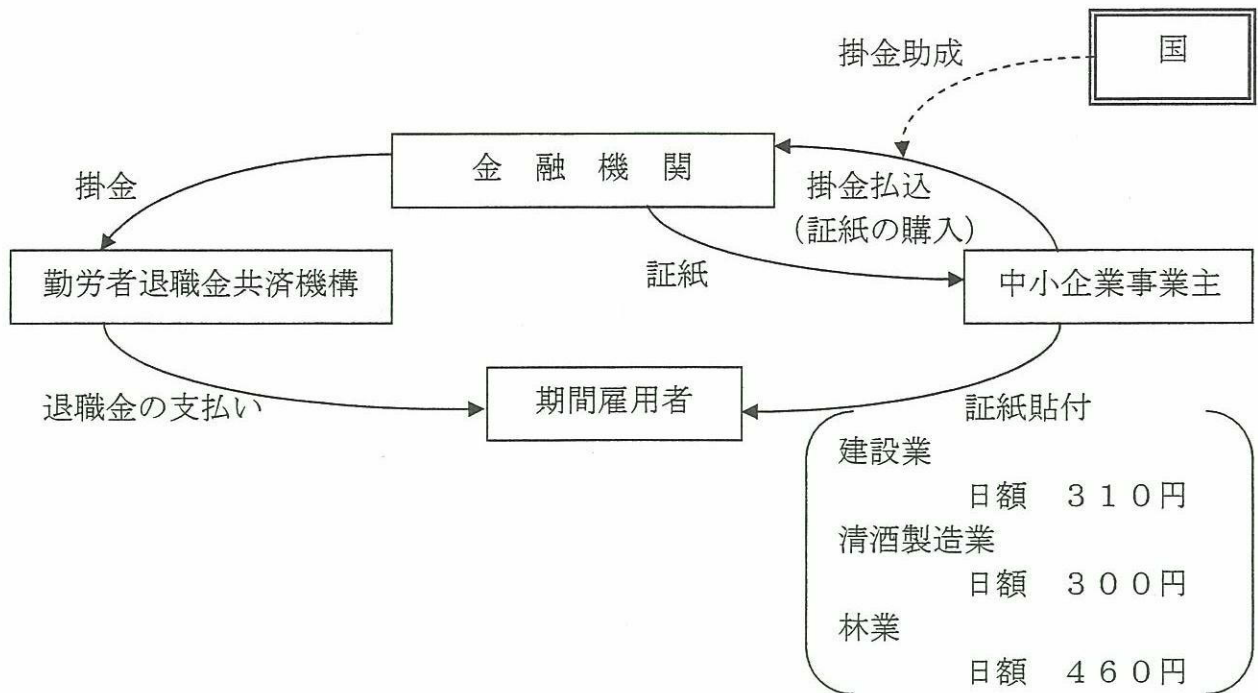 国
掛金助成
金　融　機　関
掛金
掛金払込
（証紙の購入）
勤労者退職金共済機構
証紙
中小企業事業主
期間雇用者
退職金の支払い
証紙貼付
建設業
日額　３１０円
清酒製造業
日額　３００円
林業
日額　４６０円